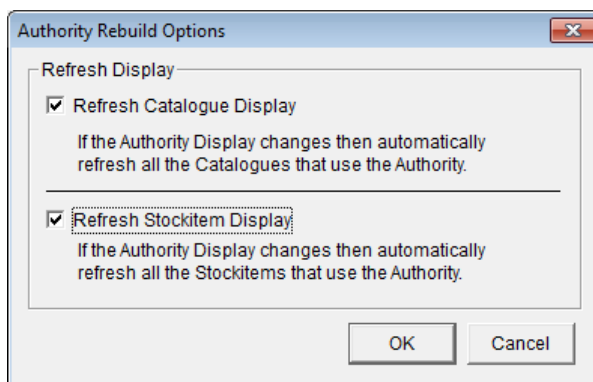 Authority Rebuild Options
Refresh Display
Refresh Catalogue Display
If the Authority Display changes then automatically
refresh all the Catalogues that use the Authority.
Refresh Stockitem Display
If the Authority Display changes then automatically
refresh all the Stockitems that use the Authority.
OK Cancel